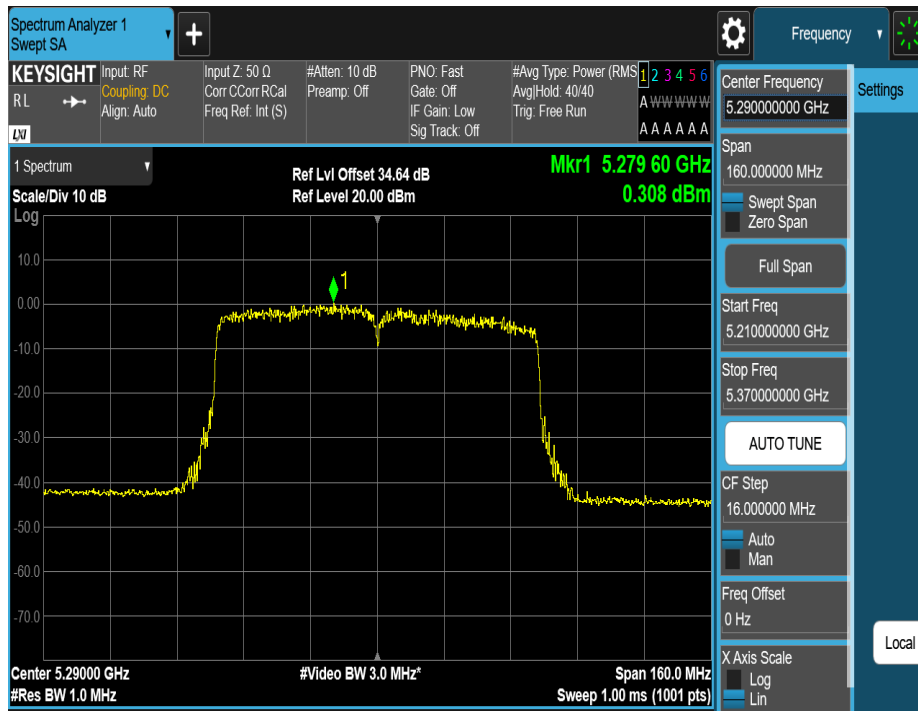 Spectrum Analyzer 1
Swept SA
+
Frequency
KEYSIGHT
R L
LXI
Input: RF
Coupling: DC
Align: Auto
Input Z: 50 Ω
Corr CCorr RCal
Freq Ref: Int (S)
#Atten: 10 dB
Preamp: Off
PNO: Fast
Gate: Off
IF Gain: Low
Sig Track: Off
#Avg Type: Power (RMS
Avg|Hold: 40/40
Trig: Free Run
1 2 3 4 5 6
A W W W W W
A A A A A A
1 Spectrum
Scale/Div 10 dB
Log
Ref Lvl Offset 34.64 dB
Ref Level 20.00 dBm
Mkr1 5.279 60 GHz
0.308 dBm
10.0
0.00
-10.0
-20.0
-30.0
-40.0
-50.0
-60.0
-70.0
1
Center 5.29000 GHz
#Res BW 1.0 MHz
#Video BW 3.0 MHz*
Span 160.0 MHz
Sweep 1.00 ms (1001 pts)
Center Frequency
5.290000000 GHz
Span
160.000000 MHz
Swept Span
Zero Span
Full Span
Start Freq
5.210000000 GHz
Stop Freq
5.370000000 GHz
AUTO TUNE
CF Step
16.000000 MHz
Auto
Man
Freq Offset
0 Hz
X Axis Scale
Log
Lin
Settings
Local